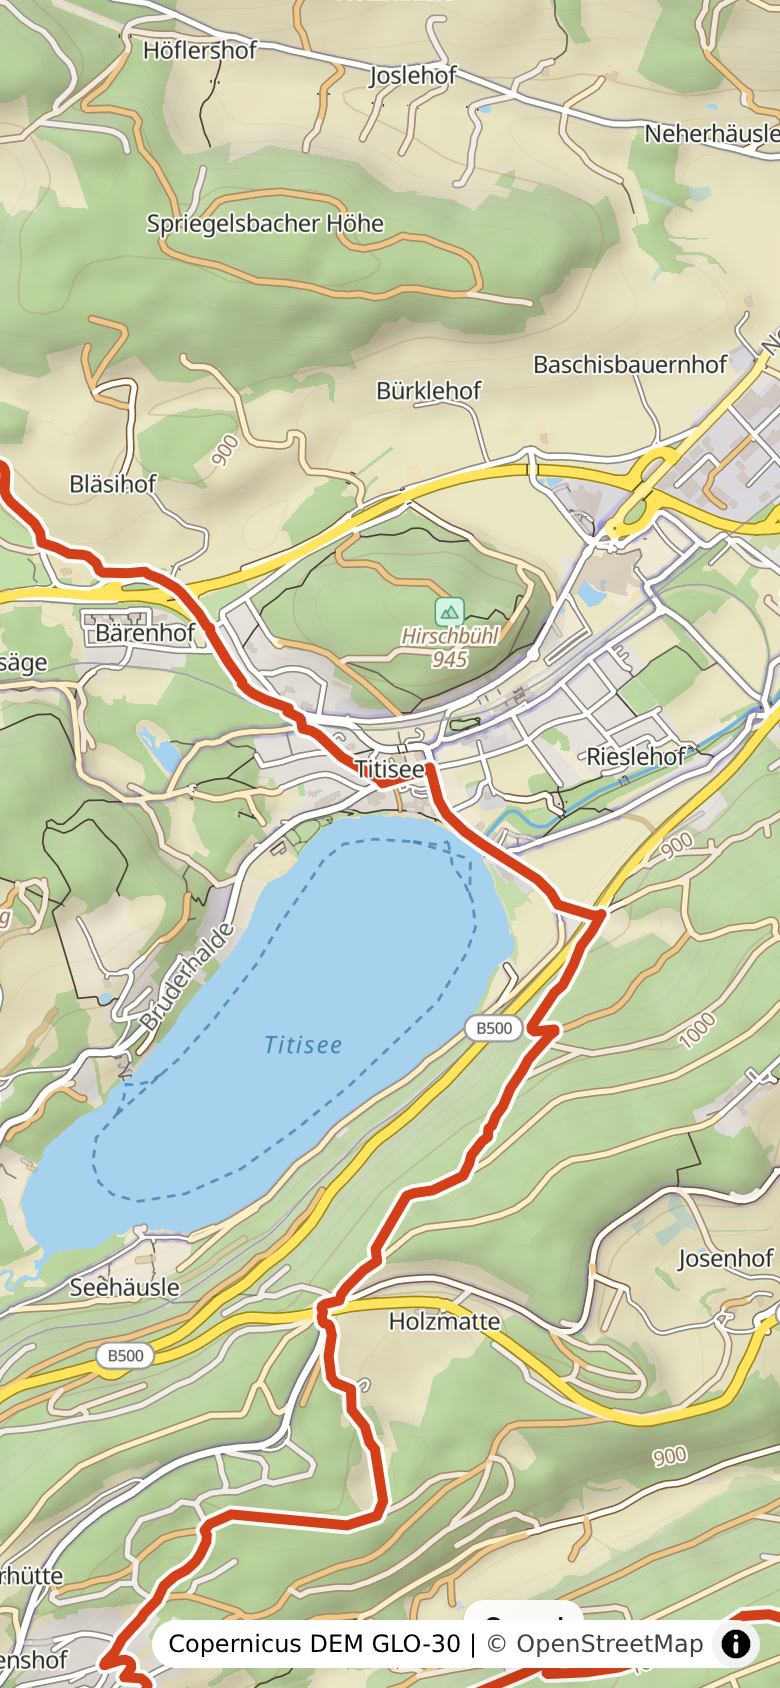 Höflershof
Joslehof
Neherhäusle
Spriegelsbacher Höhe
Baschisbauernhof
Bürklehof
900
Bläsihof
Hirschbühl
945
Bärenhof
säge
Rieslehof
Titisee
900
Bruderhalde
B500
1000
Titisee
Josenhof
Seehäusle
Holzmatte
B500
900
rhütte
enshof
Copernicus DEM GLO-30 | © OpenStreetMap